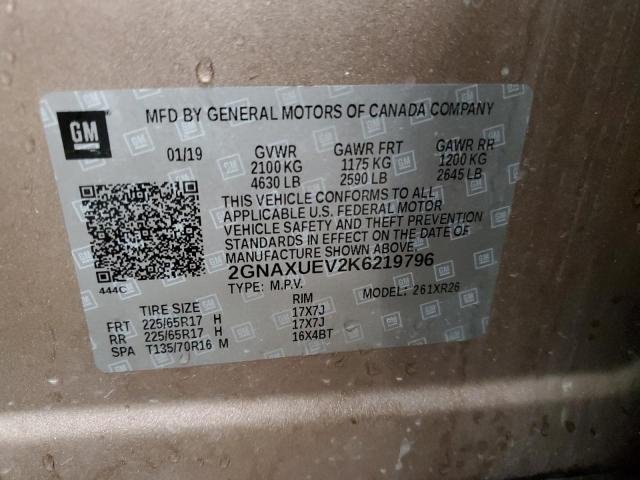 GM
MFD BY GENERAL MOTORS OF CANADA COMPANY
01/19 GVWR GAWR FRT GAWR RR
2100 KG 1175 KG 1200 KG
4630 LB 2590 LB 2645 LB
THIS VEHICLE CONFORMS TO ALL
APPLICABLE U.S. FEDERAL MOTOR
VEHICLE SAFETY AND THEFT PREVENTION
STANDARDS IN EFFECT ON THE DATE OF
MANUFACTURE SHOWN ABOVE.
444C 2GNAXUEV2K6219796
TYPE: M.P.V. MODEL: 261XR26
TIRE SIZE RIM
FRT 225/65R17 H 17X7J
RR 225/65R17 H 17X7J
SPA T135/70R16 M 16X4BT